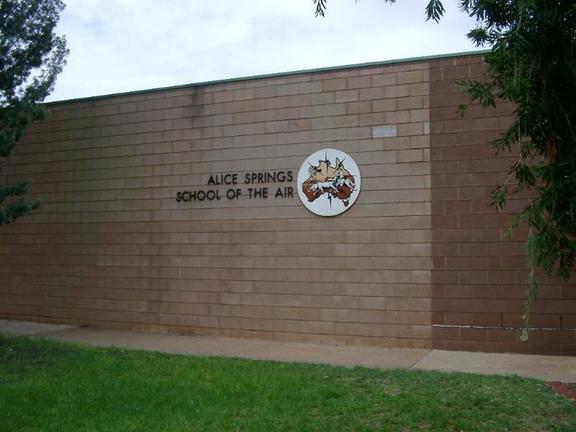 ALICE SPRINGS
SCHOOL OF THE AIR